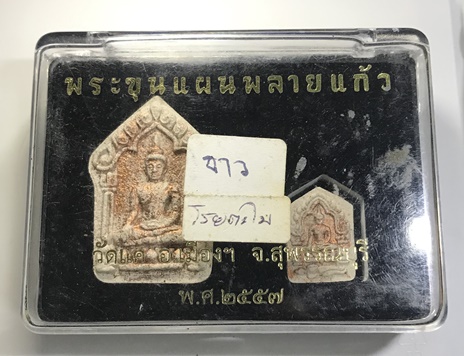 พระขุนแผนพลายแก้ว
ขาว
โรยตะไบ
วัดแค อ.เมืองฯ จ.สุพรรณบุรี
พ.ศ.๒๕๕๗